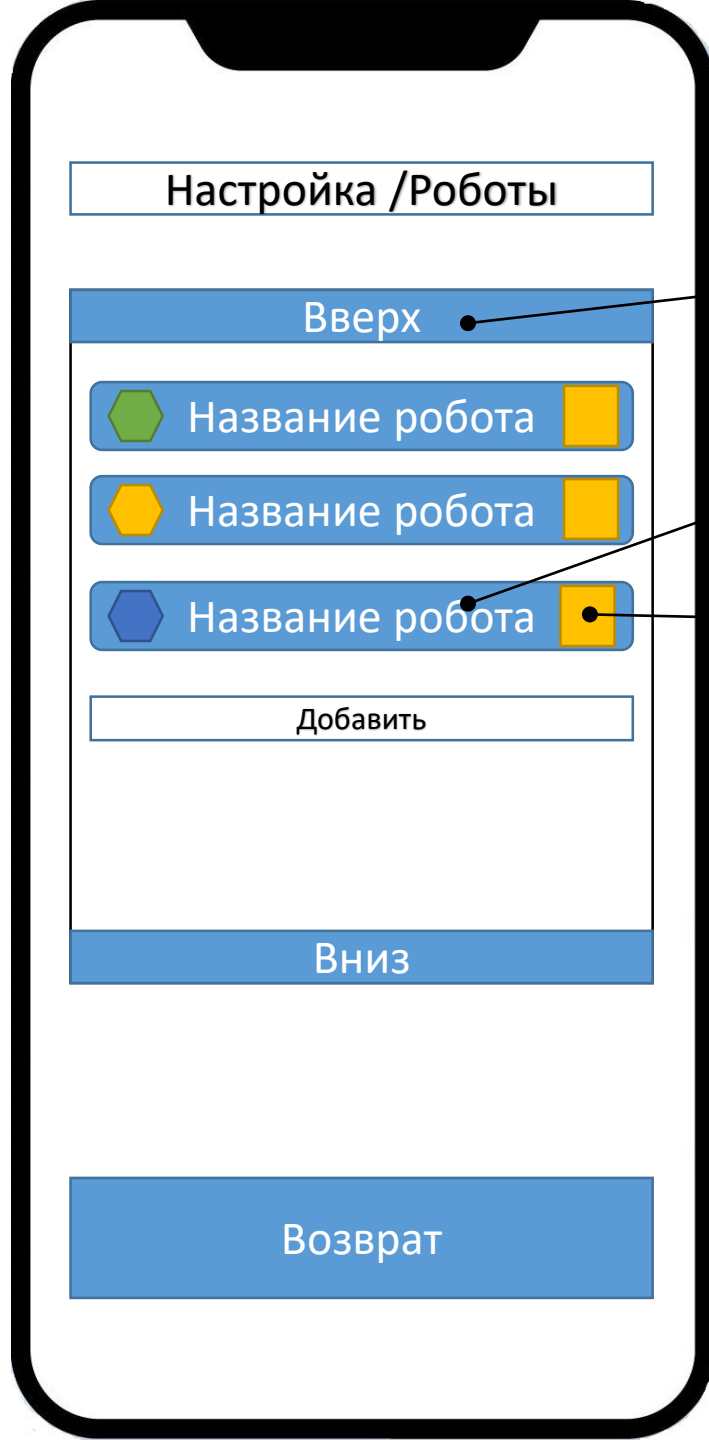 Настройка /Роботы
Вверх
Название робота
Название робота
Название робота
Добавить
Вниз
Возврат